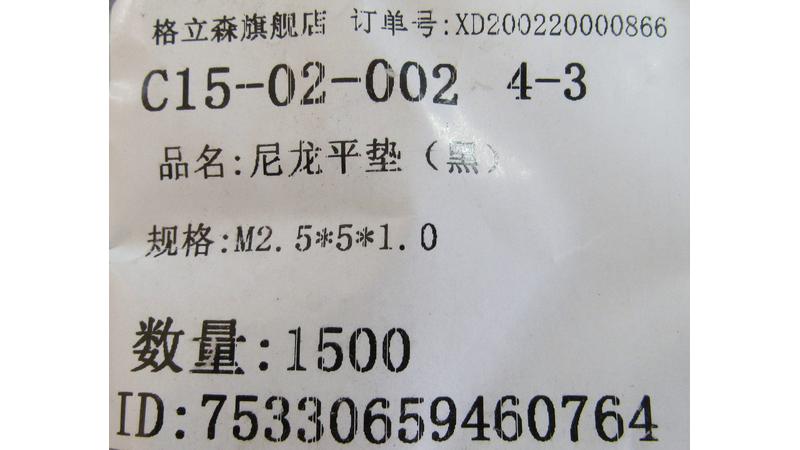 格立森旗舰店 订单号:XD200220000866
C15-02-002 4-3
品名:尼龙平垫(黑)
规格:M2.5*5*1.0
数量:1500
ID:75330659460764